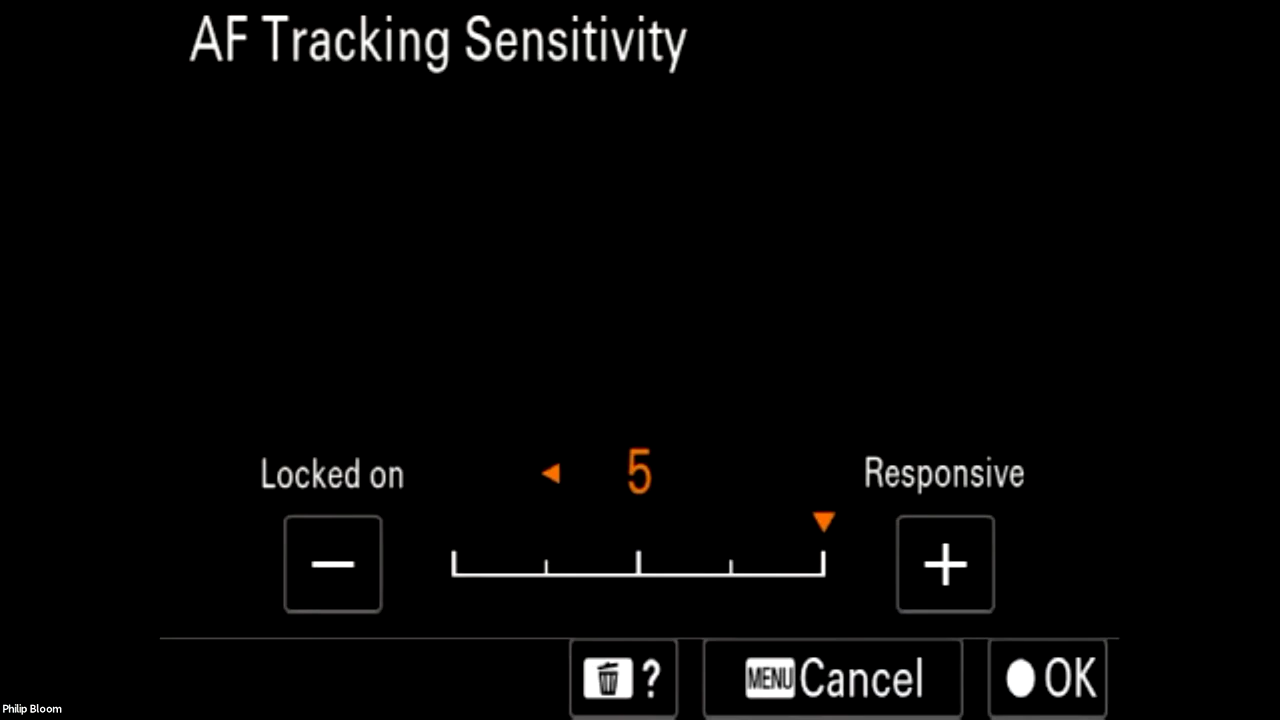 AF Tracking Sensitivity
Locked on
5
Responsive
?
MENU Cancel
OK
Philip Bloom